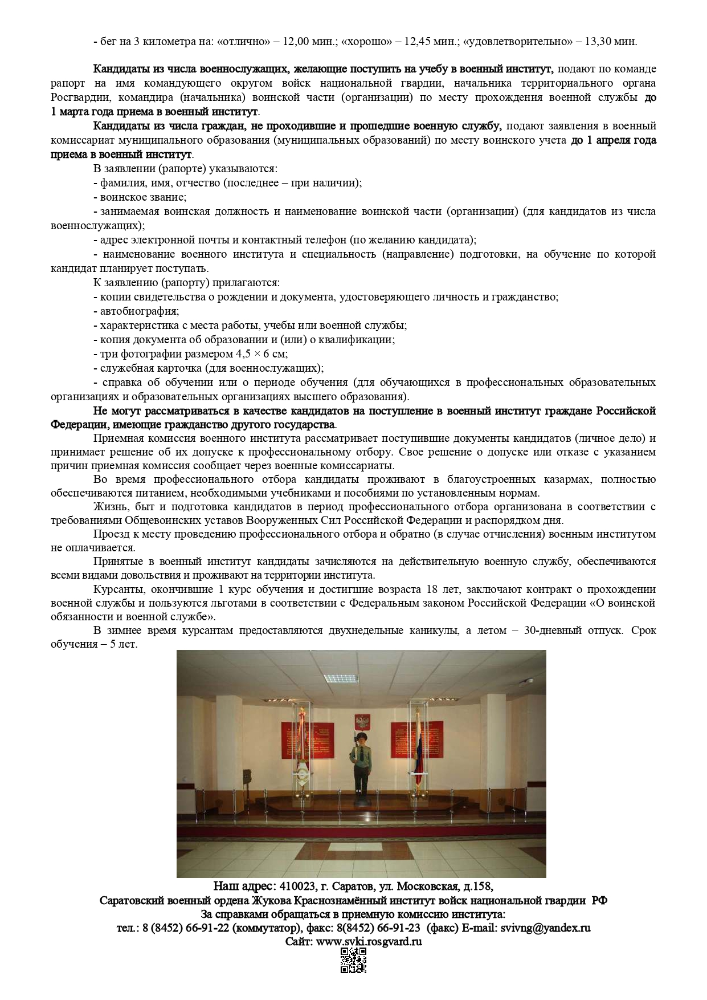 - бег на 3 километра на: «отлично» – 12,00 мин.; «хорошо» – 12,45 мин.; «удовлетворительно» – 13,30 мин.
Кандидаты из числа военнослужащих, желающие поступить на учебу в военный институт, подают по команде
рапорт на имя командующего округом войск национальной гвардии, начальника территориального органа
Росгвардии, командира (начальника) воинской части (организации) по месту прохождения военной службы до
1 марта года приема в военный институт.
Кандидаты из числа граждан, не проходившие и прошедшие военную службу, подают заявления в военный
комиссариат муниципального образования (муниципальных образований) по месту воинского учета до 1 апреля года
приема в военный институт.
В заявлении (рапорте) указываются:
- фамилия, имя, отчество (последнее – при наличии);
- воинское звание;
- занимаемая воинская должность и наименование воинской части (организации) (для кандидатов из числа
военнослужащих);
- адрес электронной почты и контактный телефон (по желанию кандидата);
- наименование военного института и специальность (направление) подготовки, на обучение по которой
кандидат планирует поступать.
К заявлению (рапорту) прилагаются:
- копии свидетельства о рождении и документа, удостоверяющего личность и гражданство;
- автобиография;
- характеристика с места работы, учебы или военной службы;
- копия документа об образовании и (или) о квалификации;
- три фотографии размером 4,5 × 6 см;
- служебная карточка (для военнослужащих);
- справка об обучении или о периоде обучения (для обучающихся в профессиональных образовательных
организациях и образовательных организациях высшего образования).
Не могут рассматриваться в качестве кандидатов на поступление в военный институт граждане Российской
Федерации, имеющие гражданство другого государства.
Приемная комиссия военного института рассматривает поступившие документы кандидатов (личное дело) и
принимает решение об их допуске к профессиональному отбору. Свое решение о допуске или отказе с указанием
причин приемная комиссия сообщает через военные комиссариаты.
Во время профессионального отбора кандидаты проживают в благоустроенных казармах, полностью
обеспечиваются питанием, необходимыми учебниками и пособиями по установленным нормам.
Жизнь, быт и подготовка кандидатов в период профессионального отбора организована в соответствии с
требованиями Общевоинских уставов Вооруженных Сил Российской Федерации и распорядком дня.
Проезд к месту проведению профессионального отбора и обратно (в случае отчисления) военным институтом
не оплачивается.
Принятые в военный институт кандидаты зачисляются на действительную военную службу, обеспечиваются
всеми видами довольствия и проживают на территории института.
Курсанты, окончившие 1 курс обучения и достигшие возраста 18 лет, заключают контракт о прохождении
военной службы и пользуются льготами в соответствии с Федеральным законом Российской Федерации «О воинской
обязанности и военной службе».
В зимнее время курсантам предоставляются двухнедельные каникулы, а летом – 30-дневный отпуск. Срок
обучения – 5 лет.
Наш адрес: 410023, г. Саратов, ул. Московская, д.158,
Саратовский военный ордена Жукова Краснознамённый институт войск национальной гвардии РФ
За справками обращаться в приемную комиссию института:
тел.: 8 (8452) 66-91-22 (коммутатор), факс: 8(8452) 66-91-23 (факс) E-mail: svivng@yandex.ru
Сайт: www.svki.rosgvard.ru